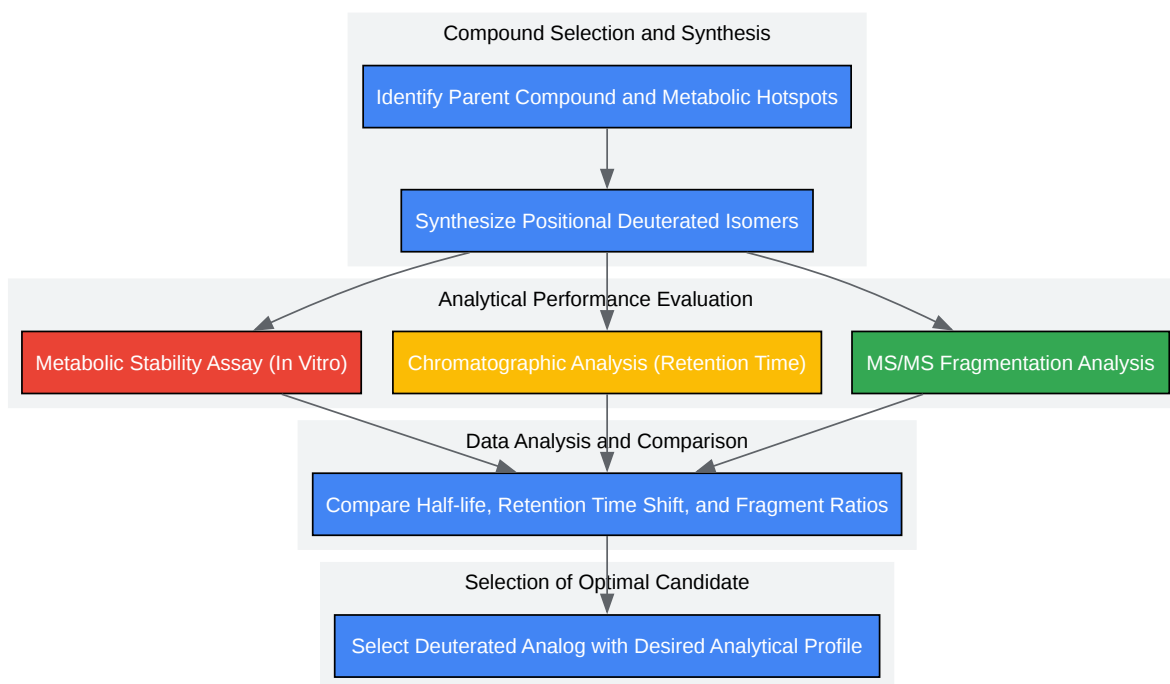 Compound Selection and Synthesis
Identify Parent Compound and Metabolic Hotspots
Synthesize Positional Deuterated Isomers
Analytical Performance Evaluation
Metabolic Stability Assay (In Vitro)
Chromatographic Analysis (Retention Time)
MS/MS Fragmentation Analysis
Data Analysis and Comparison
Compare Half-life, Retention Time Shift, and Fragment Ratios
Selection of Optimal Candidate
Select Deuterated Analog with Desired Analytical Profile